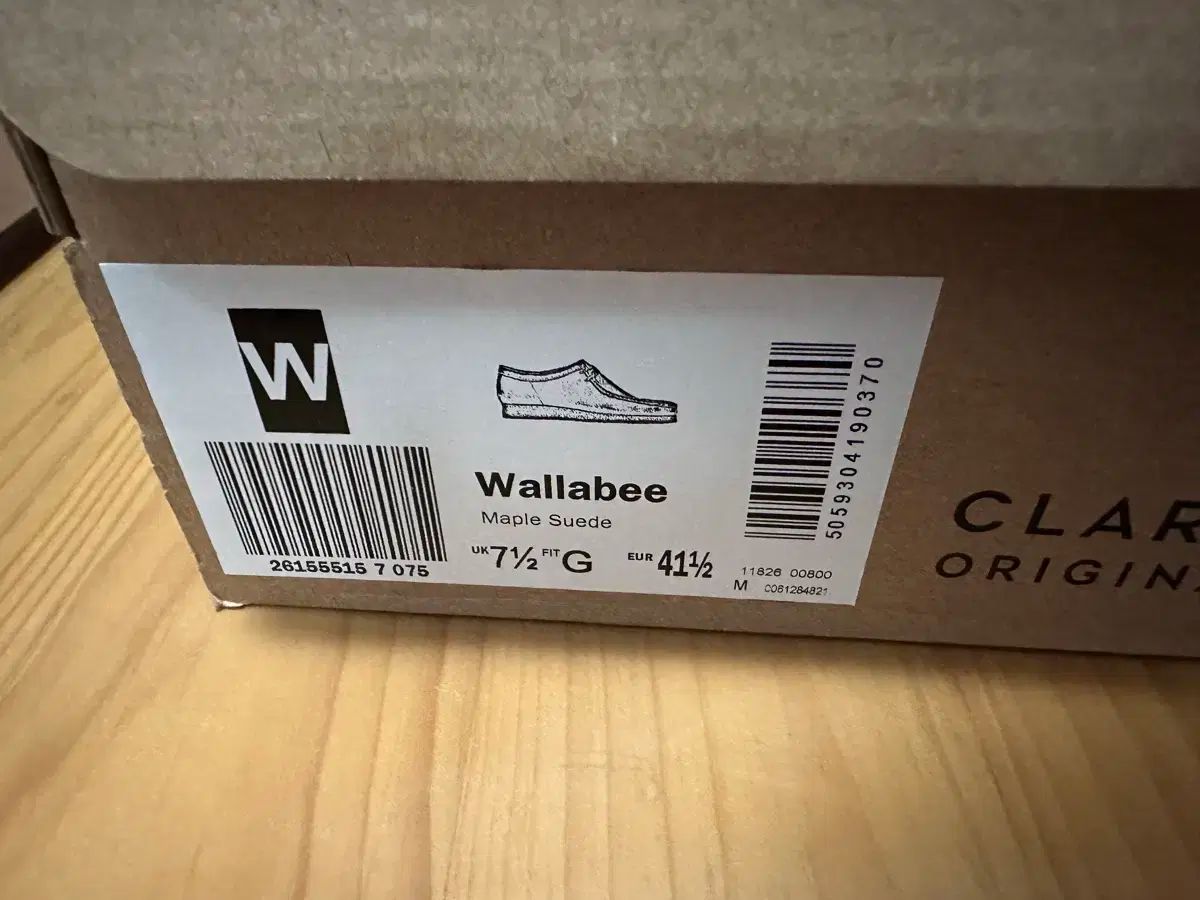 W
26155515 7 075
Wallabee
Maple Suede
UK 7½ FIT G EUR 41½
5059304190370
11826 00800
M C061284821
CLAR
ORIGIN